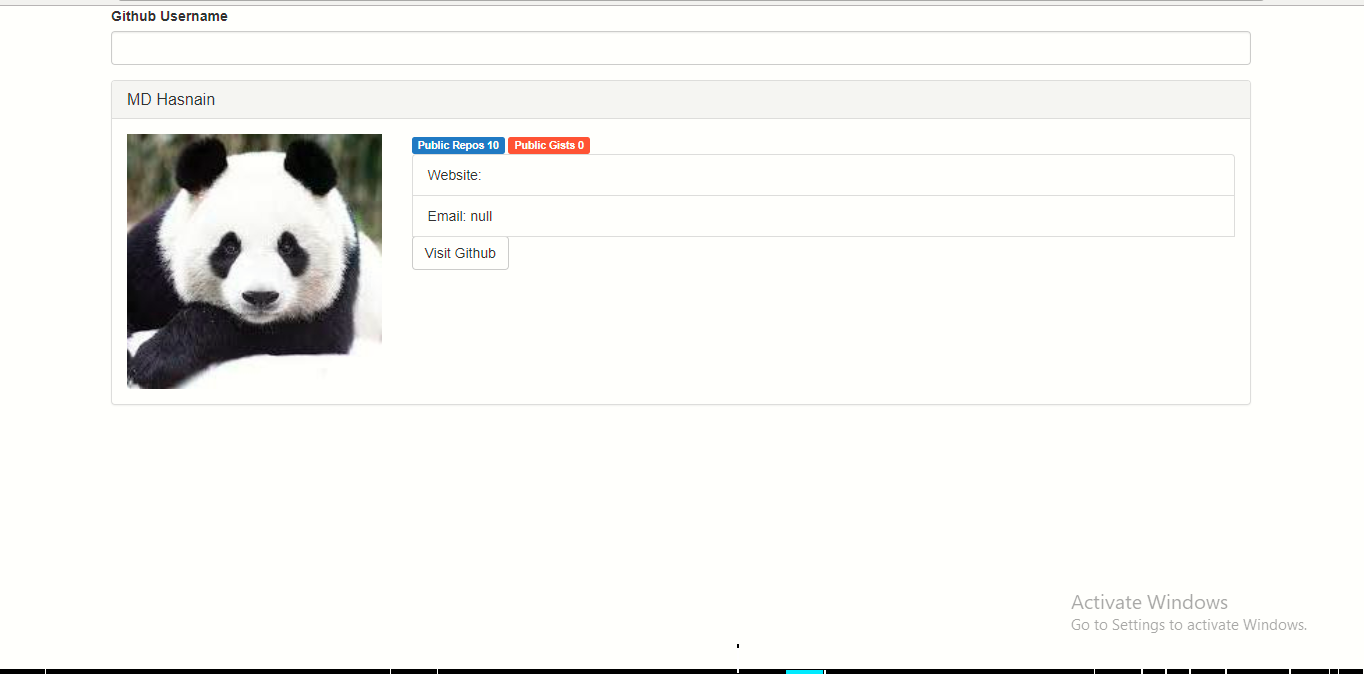 Github Username
MD Hasnain
Public Repos 10 Public Gists 0
Website:
Email: null
Visit Github
Activate Windows
Go to Settings to activate Windows.